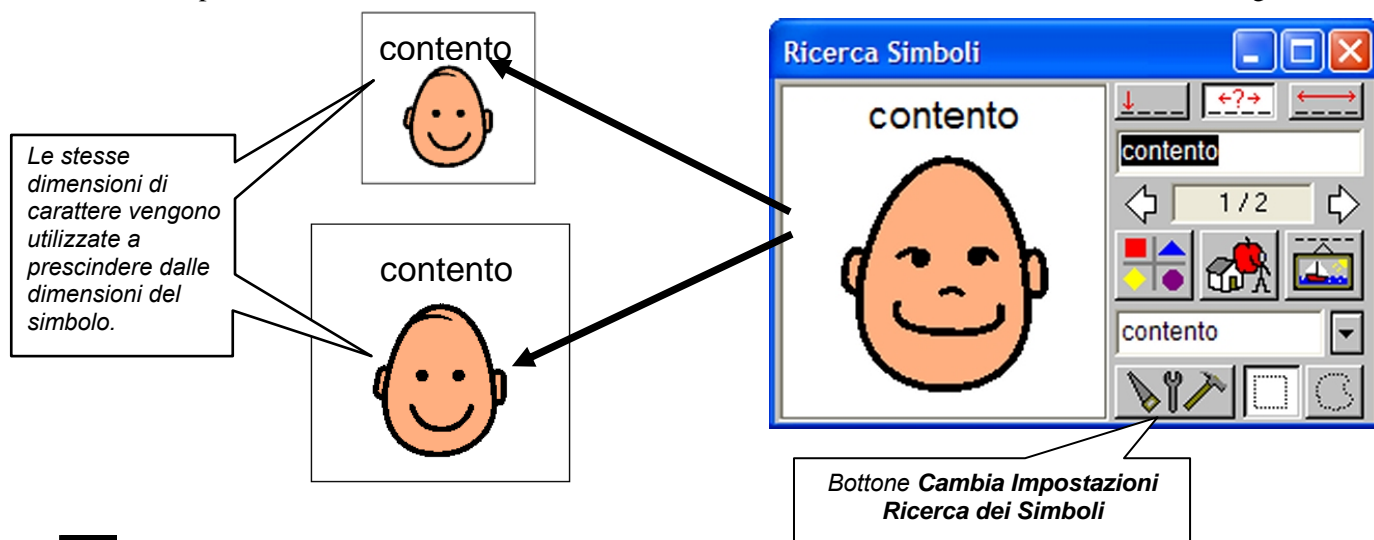 contento
Le stesse
dimensioni di
carattere vengono
utilizzate a
prescindere dalle
dimensioni del
simbolo.
contento
Ricerca Simboli
contento
contento
1 / 2
contento
Bottone Cambia Impostazioni
Ricerca dei Simboli